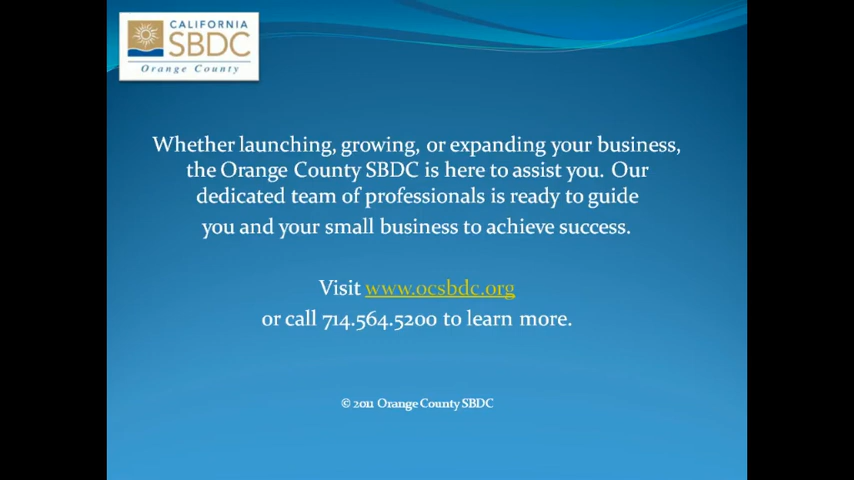 CALIFORNIA
SBDC
Orange County
Whether launching, growing, or expanding your business,
the Orange County SBDC is here to assist you. Our
dedicated team of professionals is ready to guide
you and your small business to achieve success.
Visit www.ocsbdc.org
or call 714.564.5200 to learn more.
© 2011 Orange County SBDC